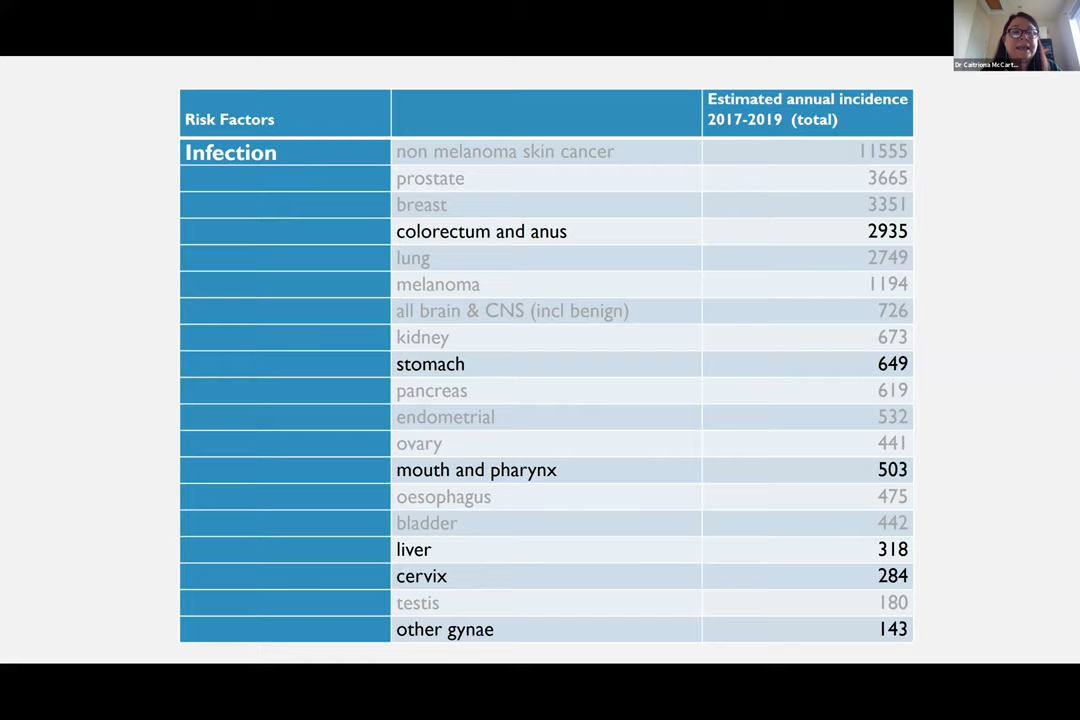 Dr Caitriona McCart...
Risk Factors
Estimated annual incidence
2017-2019 (total)
Infection non melanoma skin cancer 11555
prostate 3665
breast 3351
colorectum and anus 2935
lung 2749
melanoma 1194
all brain & CNS (incl benign) 726
kidney 673
stomach 649
pancreas 619
endometrial 532
ovary 441
mouth and pharynx 503
oesophagus 475
bladder 442
liver 318
cervix 284
testis 180
other gynae 143